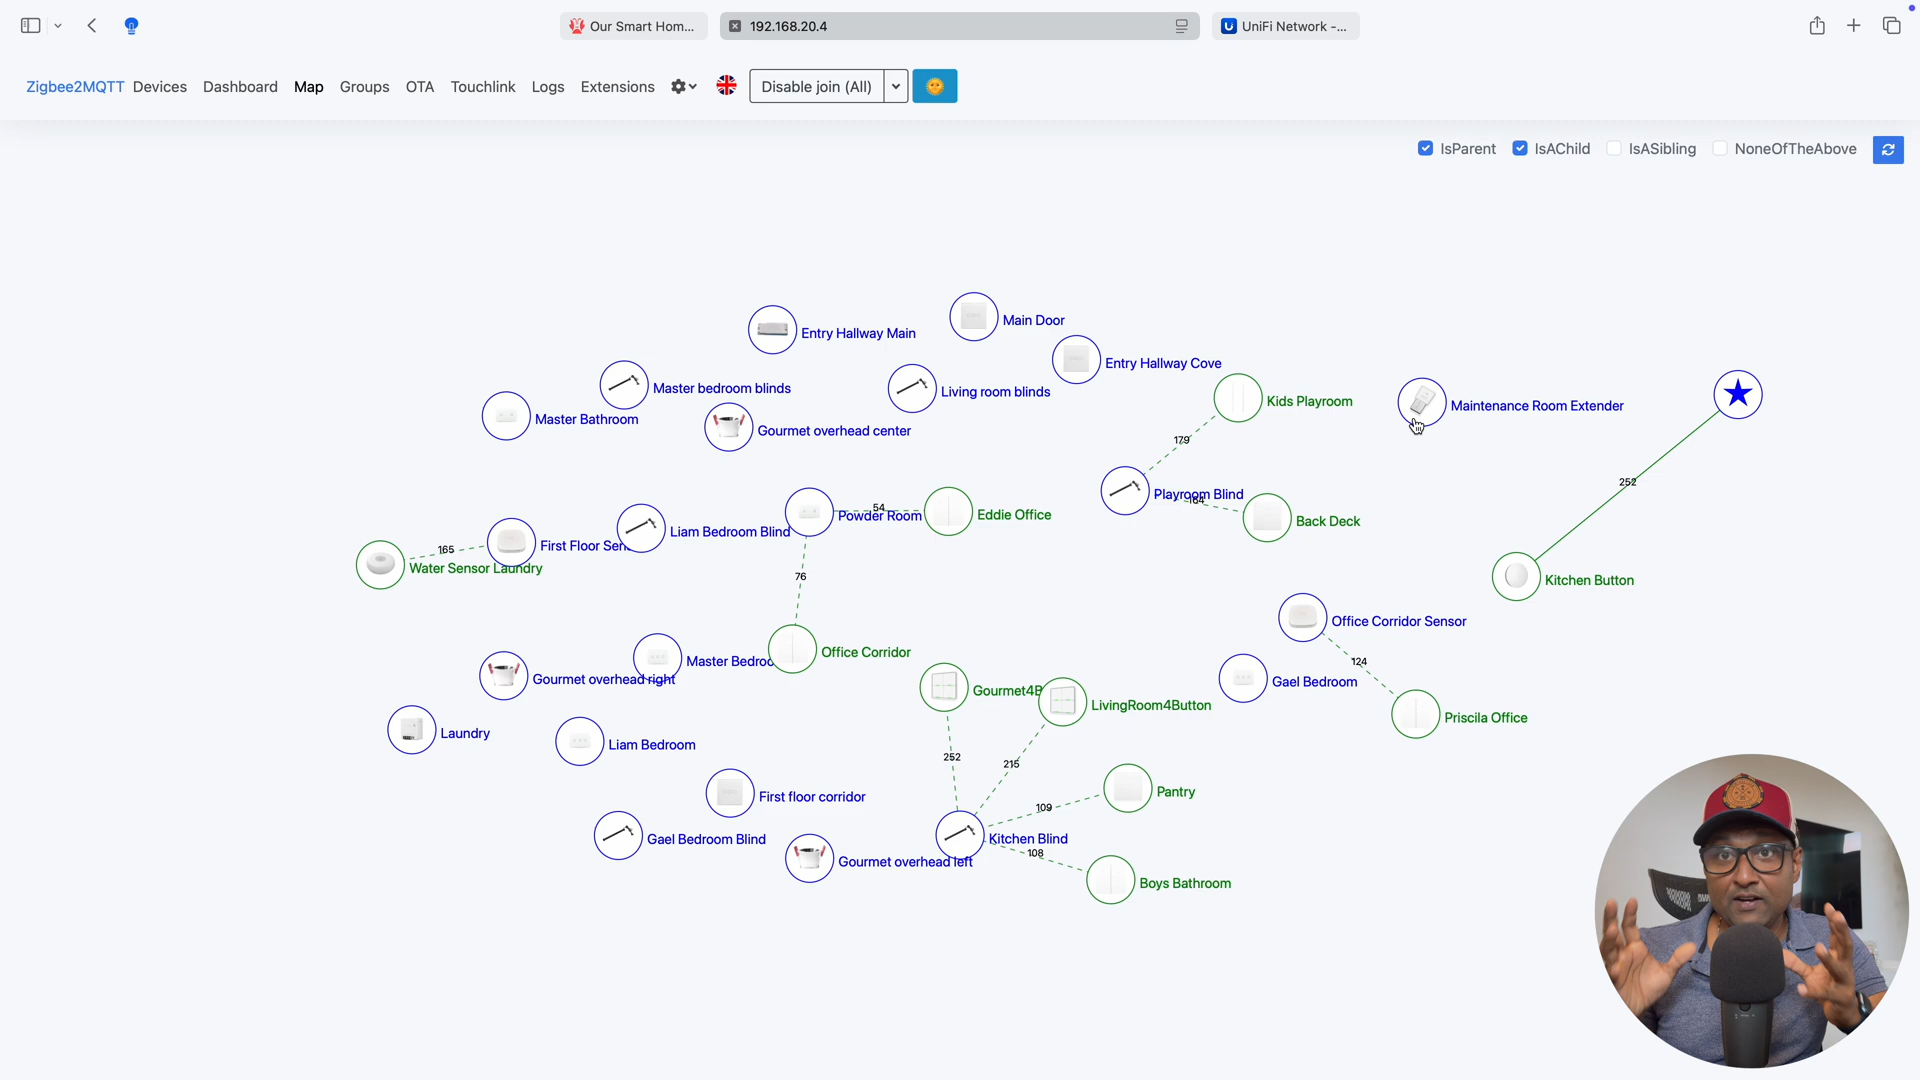 Our Smart Hom...
192.168.20.4
UniFi Network -...
Zigbee2MQTT Devices Dashboard Map Groups OTA Touchlink Logs Extensions Disable join (All)
IsParent IsAChild IsASibling NoneOfTheAbove
Main Door
Entry Hallway Main
Entry Hallway Cove
Master bedroom blinds
Living room blinds
Kids Playroom
Maintenance Room Extender
Master Bathroom
Gourmet overhead center
179
252
Playroom Blind
164
54
Powder Room
Eddie Office
Back Deck
Liam Bedroom Blind
165
First Floor Sen
Water Sensor Laundry
76
Kitchen Button
Office Corridor Sensor
Office Corridor
Master Bedroo
124
Gourmet overhead right
Gael Bedroom
Gourmet4B
LivingRoom4Button
Priscila Office
Laundry
Liam Bedroom
252
215
Pantry
First floor corridor
109
Gael Bedroom Blind
Kitchen Blind
108
Gourmet overhead left
Boys Bathroom